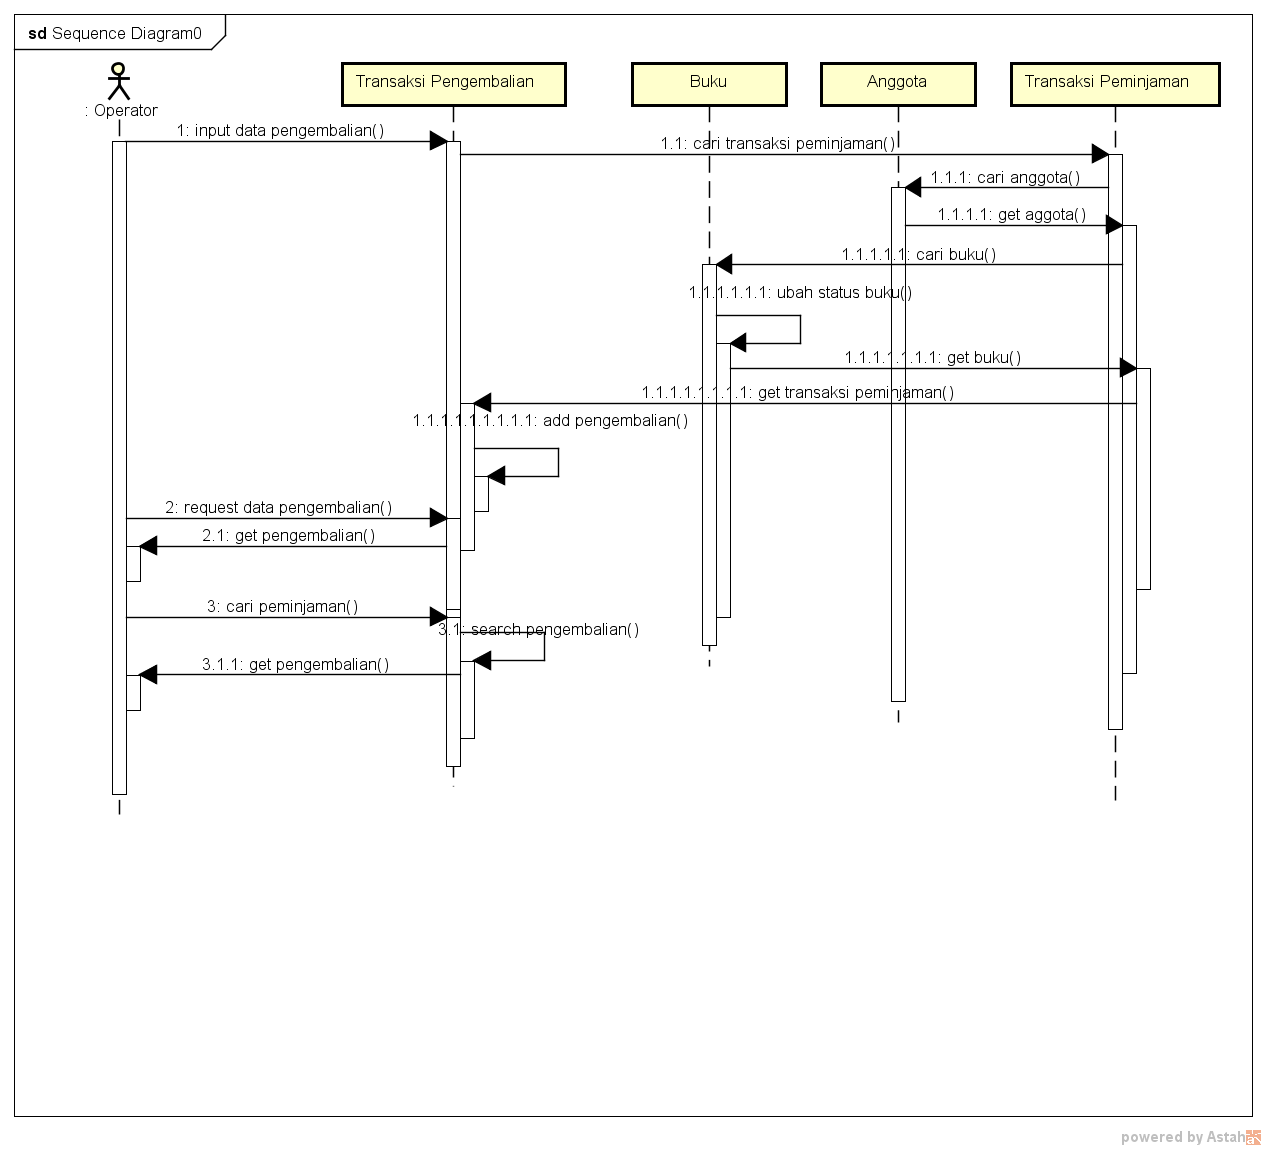 sd Sequence Diagram0
Transaksi Pengembalian
Buku
Anggota
Transaksi Peminjaman
: Operator
1: input data pengembalian()
1.1: cari transaksi peminjaman()
1.1.1: cari anggota()
1.1.1.1: get aggota()
1.1.1.1.1: cari buku()
1.1.1.1.1.1: ubah status buku()
1.1.1.1.1.1.1: get buku()
1.1.1.1.1.1.1.1: get transaksi peminjaman()
1.1.1.1.1.1.1.1.1: add pengembalian()
2: request data pengembalian()
2.1: get pengembalian()
3: cari peminjaman()
3.1: search pengembalian()
3.1.1: get pengembalian()
powered by Astah